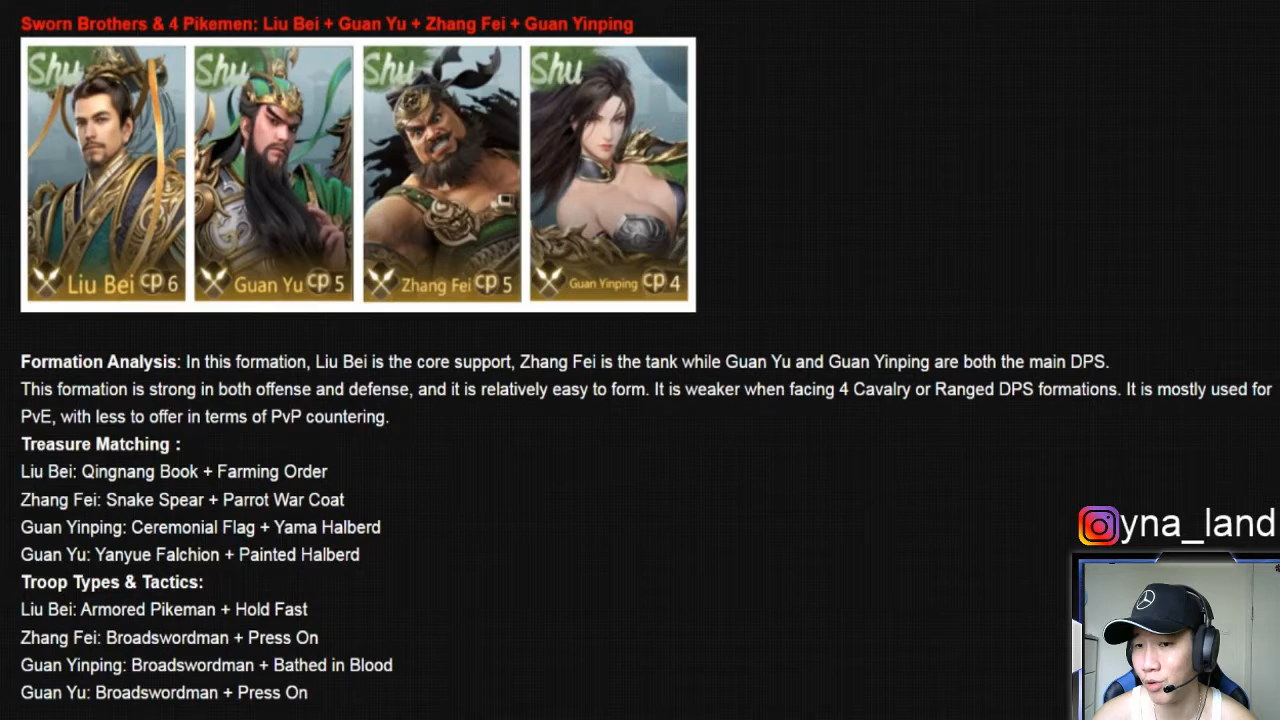 Sworn Brothers & 4 Pikemen: Liu Bei + Guan Yu + Zhang Fei + Guan Yinping
Shu Shu Shu Shu
Liu Bei cp 6 Guan Yu cp 5 Zhang Fei cp 5 Guan Yinping cp 4
Formation Analysis: In this formation, Liu Bei is the core support, Zhang Fei is the tank while Guan Yu and Guan Yinping are both the main DPS.
This formation is strong in both offense and defense, and it is relatively easy to form. It is weaker when facing 4 Cavalry or Ranged DPS formations. It is mostly used for
PvE, with less to offer in terms of PvP countering.
Treasure Matching :
Liu Bei: Qingnang Book + Farming Order
Zhang Fei: Snake Spear + Parrot War Coat
Guan Yinping: Ceremonial Flag + Yama Halberd
Guan Yu: Yanyue Falchion + Painted Halberd
Troop Types & Tactics:
Liu Bei: Armored Pikeman + Hold Fast
Zhang Fei: Broadswordman + Press On
Guan Yinping: Broadswordman + Bathed in Blood
Guan Yu: Broadswordman + Press On
yna_land